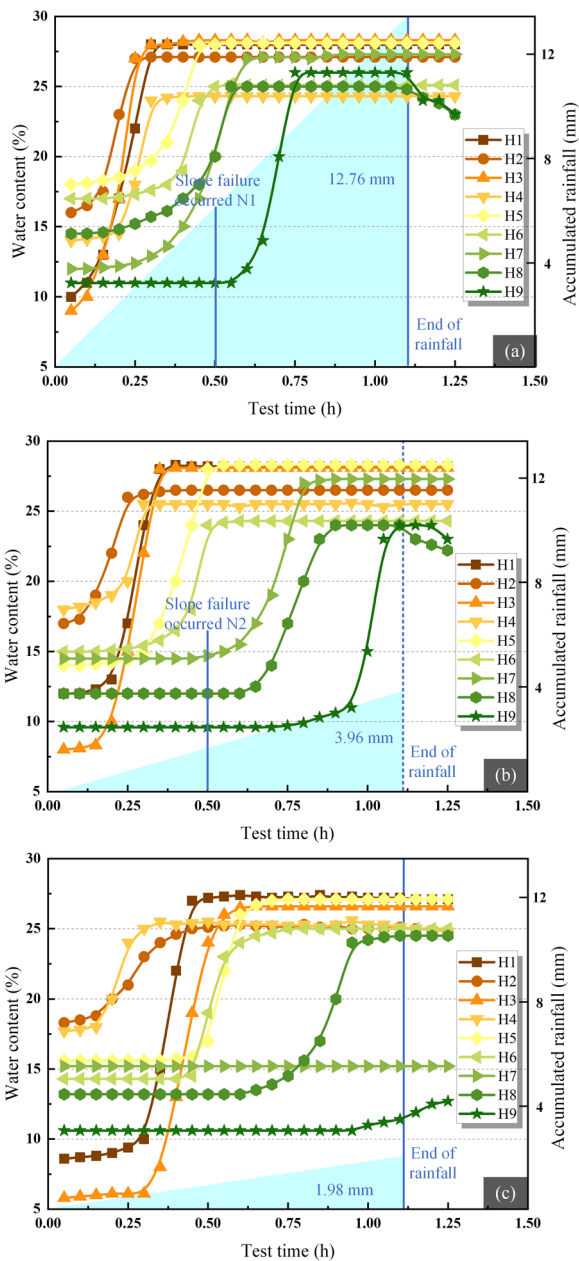 30
25
20
15
10
5
Water content (%)
12
8
4
Accumulated rainfall (mm)
Slope failure
occurred N1
12.76 mm
End of
rainfall
H1
H2
H3
H4
H5
H6
H7
H8
H9
(a)
0.00 0.25 0.50 0.75 1.00 1.25 1.50
Test time (h)
30
25
20
15
10
5
Water content (%)
12
8
4
Accumulated rainfall (mm)
Slope failure
occurred N2
3.96 mm
End of
rainfall
H1
H2
H3
H4
H5
H6
H7
H8
H9
(b)
0.00 0.25 0.50 0.75 1.00 1.25 1.50
Test time (h)
30
25
20
15
10
5
Water content (%)
12
8
4
Accumulated rainfall (mm)
1.98 mm
End of
rainfall
H1
H2
H3
H4
H5
H6
H7
H8
H9
(c)
0.00 0.25 0.50 0.75 1.00 1.25 1.50
Test time (h)